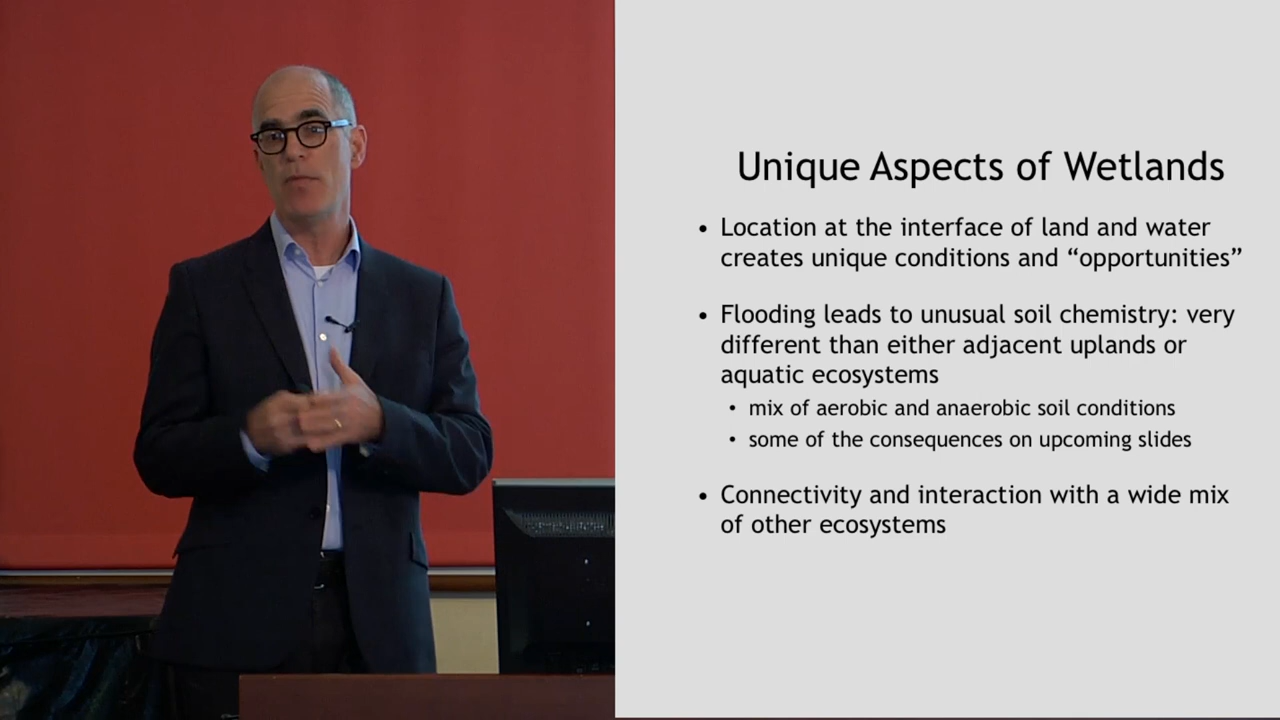 Unique Aspects of Wetlands
• Location at the interface of land and water
creates unique conditions and “opportunities”
• Flooding leads to unusual soil chemistry: very
different than either adjacent uplands or
aquatic ecosystems
• mix of aerobic and anaerobic soil conditions
• some of the consequences on upcoming slides
• Connectivity and interaction with a wide mix
of other ecosystems